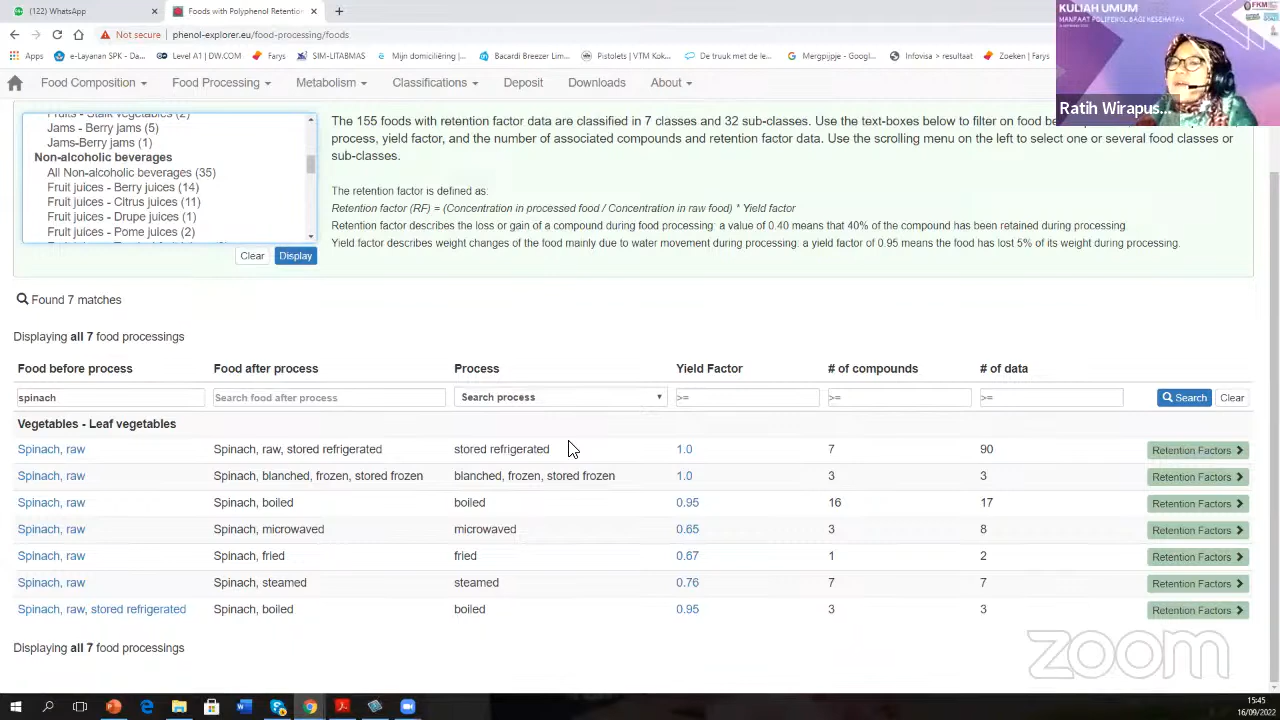 (122) WhatsApp
Foods with Polyphenol Retentio
Not secure
phenol-explorer.eu/food-processing/foods
Apps
e-Layanan SPK - Da...
Level A1 | DW.COM
Farys
SIM-LITABMAS
Mijn domiciliëring|...
Bandit Breezer Lim...
Pistolets | VTM Kok...
De truck met de le...
Mergpijpje - Googl...
Infovisa > resultaat
Zoeken | Farys
KULIAH UMUM
MANFAAT POLIFENOL BAGI KESEHATAN
FKM
Ratih Wirapus...
Food Composition
Food Processing
Metabolism
Classifications
Deposit
Downloads
About
Fruits - Stalk vegetables (2)
Jams - Berry jams (5)
Jams-Berry jams (1)
Non-alcoholic beverages
All Non-alcoholic beverages (35)
Fruit juices - Berry juices (14)
Fruit juices - Citrus juices (11)
Fruit juices - Drupe juices (1)
Fruit juices - Pome juices (2)
Clear
Display
The 155 foods with retention factor data are classified in 7 classes and 32 sub-classes. Use the text-boxes below to filter on food be
process, yield factor, and the number of associated compounds and retention factor data. Use the scrolling menu on the left to select one or several food classes or
sub-classes.
The retention factor is defined as:
Retention factor (RF) = (Concentration in processed food / Concentration in raw food) * Yield factor
Retention factor describes the loss or gain of a compound during food processing: a value of 0.40 means that 40% of the compound has been retained during processing.
Yield factor describes weight changes of the food mainly due to water movement during processing: a yield factor of 0.95 means the food has lost 5% of its weight during processing.
Found 7 matches
Displaying all 7 food processings
Food before process Food after process Process Yield Factor # of compounds # of data
spinach Search food after process Search process >= >= >= Search Clear
Vegetables - Leaf vegetables
Spinach, raw Spinach, raw, stored refrigerated stored refrigerated 1.0 7 90 Retention Factors
Spinach, raw Spinach, blanched, frozen, stored frozen blanched, frozen, stored frozen 1.0 3 3 Retention Factors
Spinach, raw Spinach, boiled boiled 0.95 16 17 Retention Factors
Spinach, raw Spinach, microwaved microwaved 0.65 3 8 Retention Factors
Spinach, raw Spinach, fried fried 0.67 1 2 Retention Factors
Spinach, raw Spinach, steamed steamed 0.76 7 7 Retention Factors
Spinach, raw, stored refrigerated Spinach, boiled boiled 0.95 3 3 Retention Factors
Displaying all 7 food processings
zoom
15:45
16/09/2022